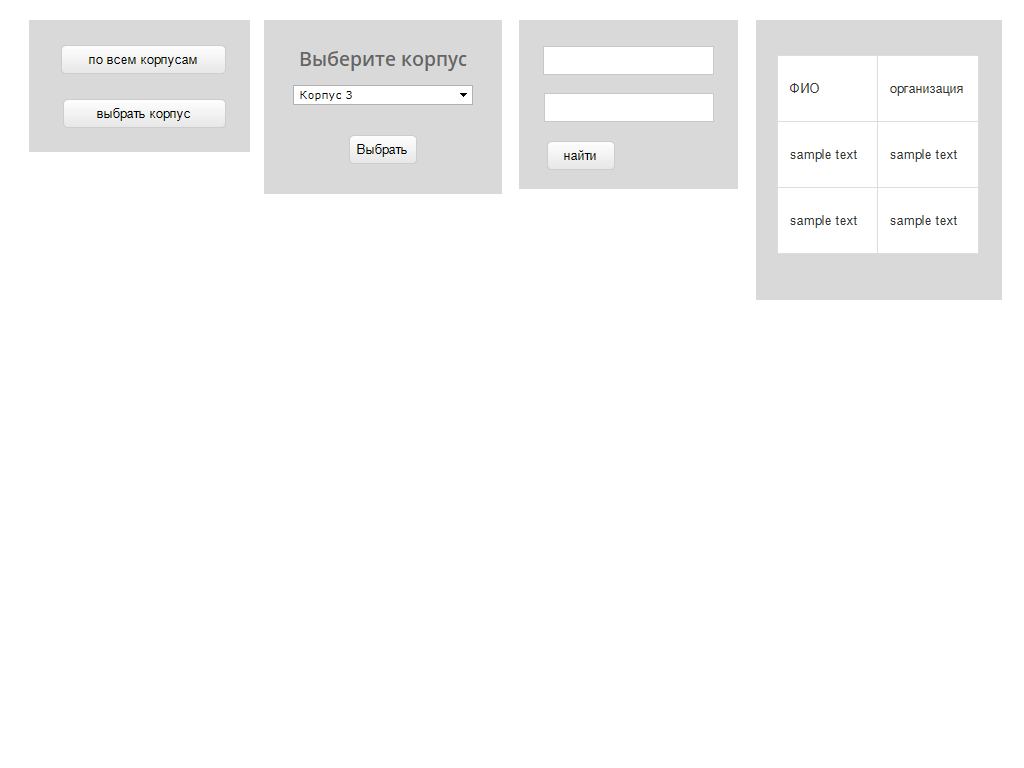 по всем корпусам
выбрать корпус
Выберите корпус
Корпус 3
Выбрать
найти
ФИО организация
sample text sample text
sample text sample text